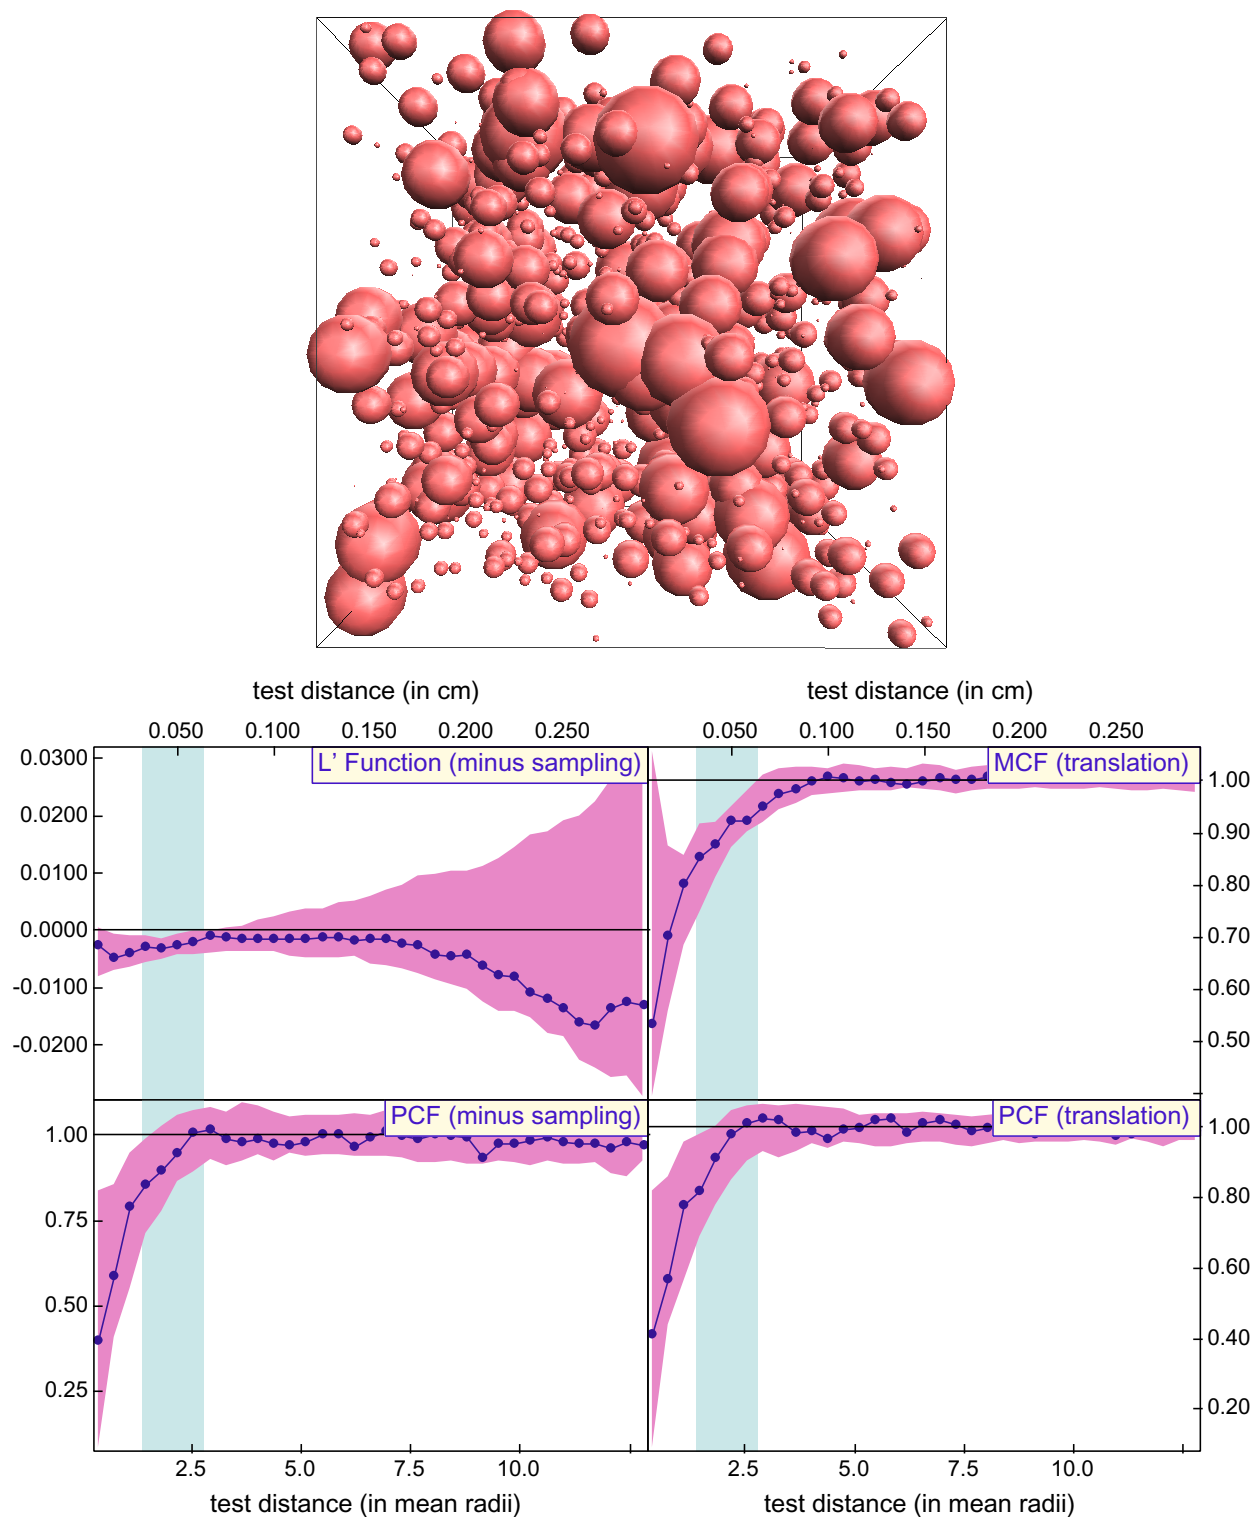 test distance (in cm)
test distance (in cm)
0.050 0.100 0.150 0.200 0.250
0.050 0.100 0.150 0.200 0.250
L' Function (minus sampling)
0.0300
0.0200
0.0100
0.0000
-0.0100
-0.0200
MCF (translation)
1.00
0.90
0.80
0.70
0.60
0.50
PCF (minus sampling)
1.00
0.75
0.50
0.25
PCF (translation)
1.00
0.80
0.60
0.40
0.20
2.5 5.0 7.5 10.0
2.5 5.0 7.5 10.0
test distance (in mean radii)
test distance (in mean radii)